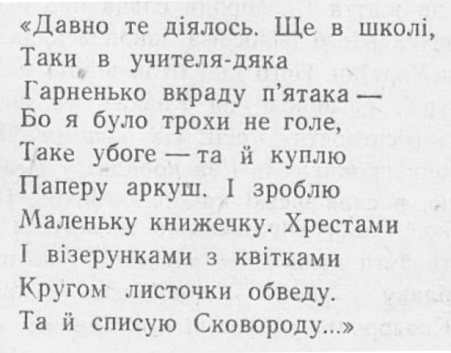 «Давно те діялось. Ще в школі,
Таки в учителя-дяка
Гарненько вкраду п'ятака —
Бо я було трохи не голе,
Таке убоге — та й куплю
Паперу аркуш. І зроблю
Маленьку книжечку. Хрестами
І візерунками з квітками
Кругом листочки обведу.
Та й списую Сковороду...»